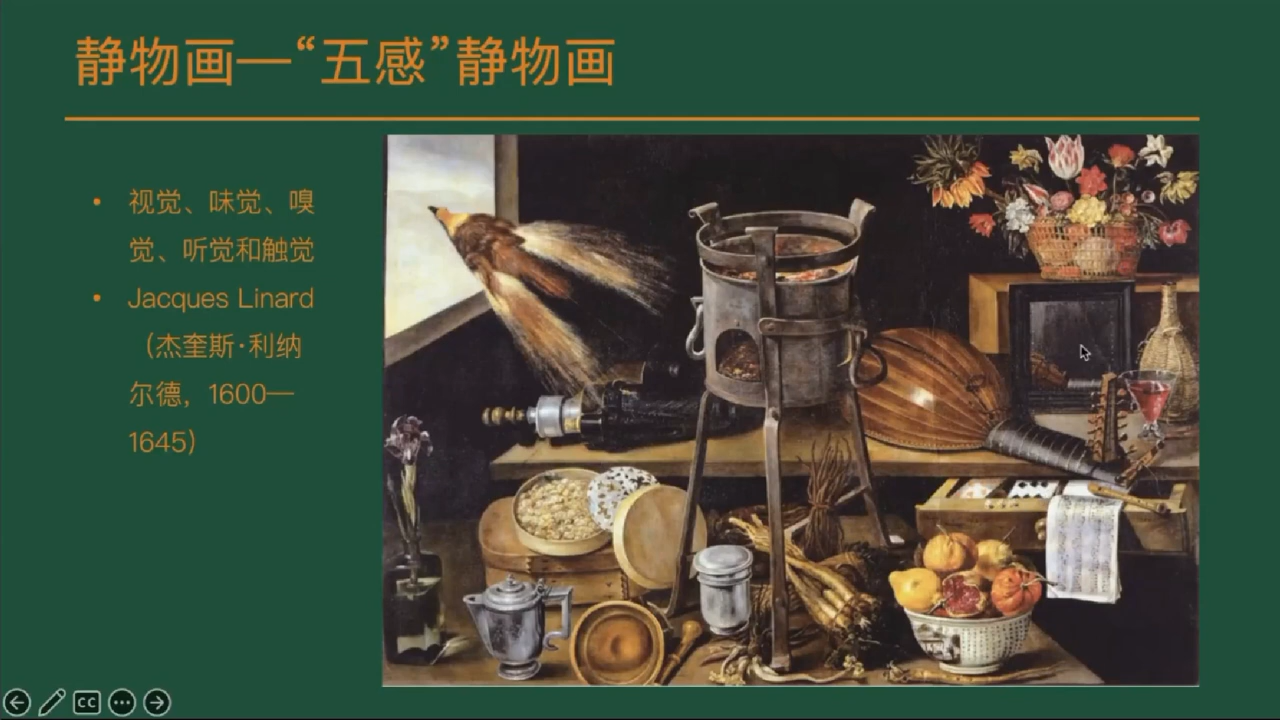 静物画—“五感”静物画
• 视觉、味觉、嗅
觉、听觉和触觉
• Jacques Linard
（杰奎斯·利纳
尔德，1600—
1645）
CC